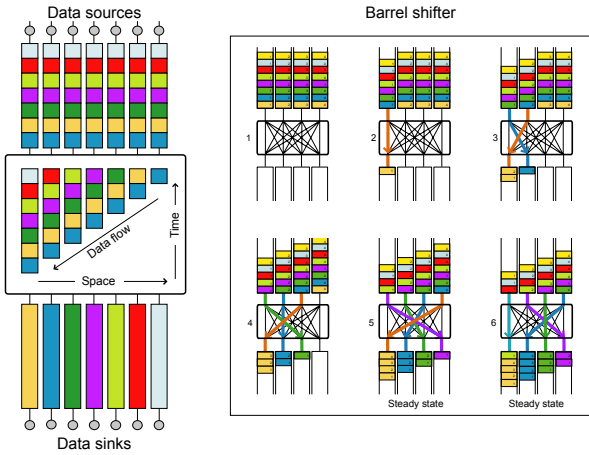 Data sources
Barrel shifter
1
2
3
Data flow
Time
Space
4
5
6
Steady state
Steady state
Data sinks